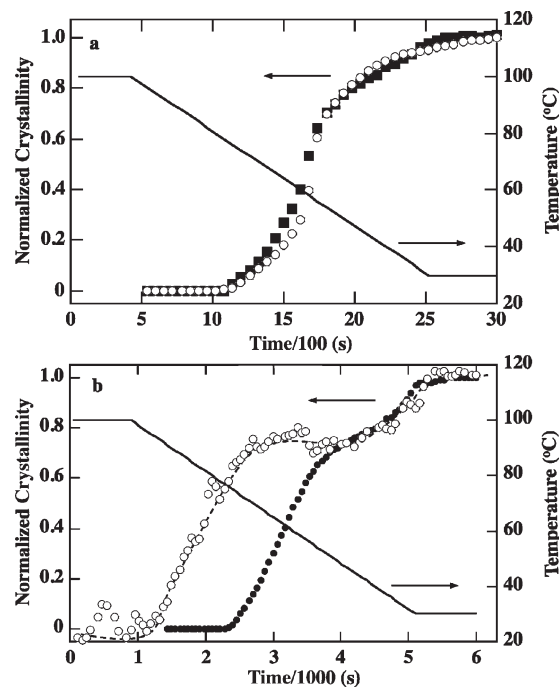 a
Normalized Crystallinity
1.0
0.8
0.6
0.4
0.2
0
120
100
80
60
40
20
Temperature (ºC)
0 5 10 15 20 25 30
Time/100 (s)
b
Normalized Crystallinity
1.0
0.8
0.6
0.4
0.2
0
120
100
80
60
40
20
Temperature (ºC)
0 1 2 3 4 5 6
Time/1000 (s)